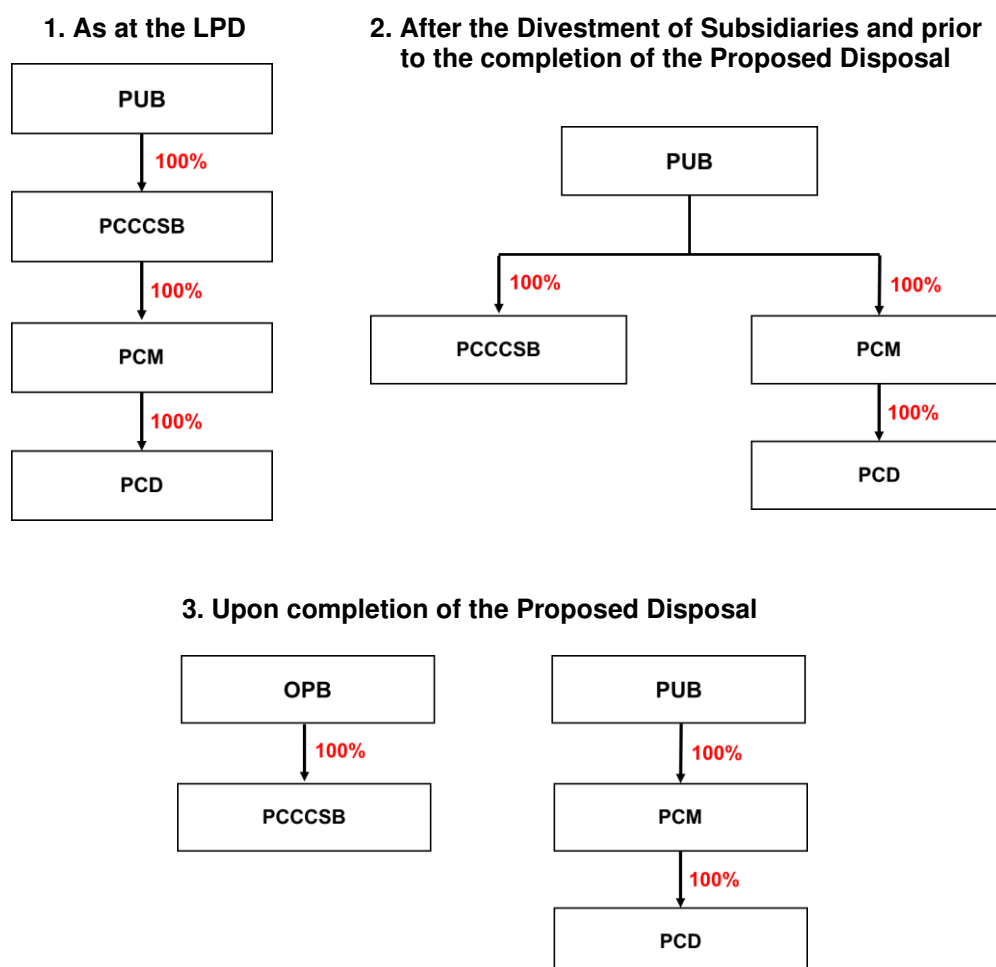 1. As at the LPD
PUB
100%
PCCCSB
100%
PCM
100%
PCD
2. After the Divestment of Subsidiaries and prior
to the completion of the Proposed Disposal
PUB
100%
100%
PCCCSB
PCM
100%
PCD
3. Upon completion of the Proposed Disposal
OPB
100%
PCCCSB
PUB
100%
PCM
100%
PCD